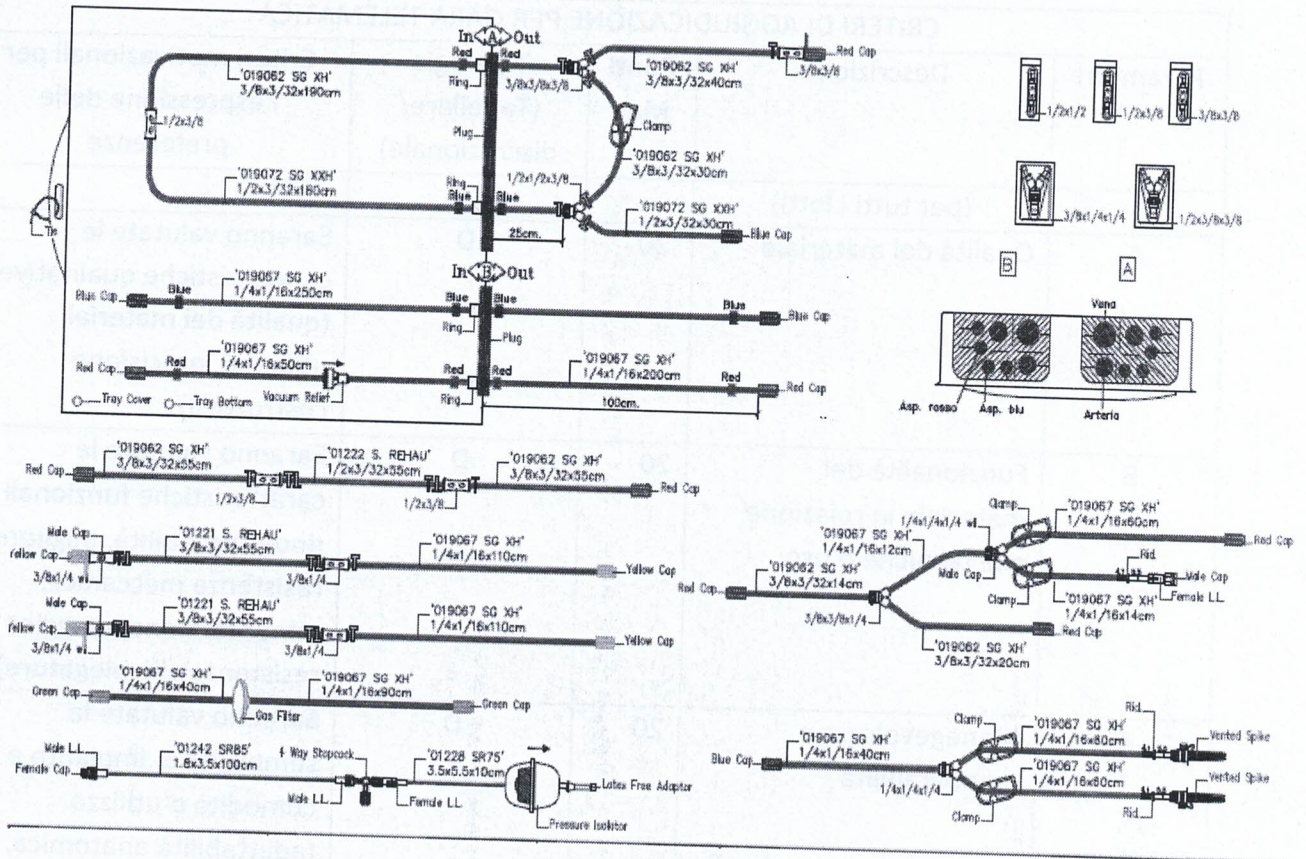 In A Out
Red Red
'019062 SG XH'
3/8x3/32x190cm
Ring
3/8x3/8x3/8
'019062 SG XH'
3/8x3/32x40cm
3/8x3/8
Red Cap
1/2x3/8
Plug
Clamp
'019062 SG XH'
3/8x3/32x30cm
'019072 SG XXH'
1/2x3/32x160cm
Ring
Blue Blue
1/2x1/2x3/8
'019072 SG XXH'
1/2x3/32x30cm
Blue Cap
25cm.
Tie
In B Out
'019067 SG XH'
1/4x1/16x250cm
Blue Cap
Blue
Blue
Blue
Ring
Plug
Blue
Blue Cap
'019067 SG XH'
1/4x1/16x50cm
Red Cap
Red
Vacuum Relief
Red
Red
Ring
'019067 SG XH'
1/4x1/16x200cm
Red
Red Cap
100cm.
Tray Cover
Tray Bottom
1/2x1/2
1/2x3/8
3/8x3/8
3/8x1/4x1/4
1/2x3/8x3/8
B
A
Vena
Asp. rosso
Asp. blu
Arteria
Red Cap
'019062 SG XH'
3/8x3/32x55cm
1/2x3/8
'01222 S. REHAU'
1/2x3/32x55cm
1/2x3/8
'019062 SG XH'
3/8x3/32x55cm
Red Cap
Male Cap
Yellow Cap
3/8x1/4 wl
'01221 S. REHAU'
3/8x3/32x55cm
3/8x1/4
'019067 SG XH'
1/4x1/16x110cm
Yellow Cap
Male Cap
Yellow Cap
3/8x1/4 wl
'01221 S. REHAU'
3/8x3/32x55cm
3/8x1/4
'019067 SG XH'
1/4x1/16x110cm
Yellow Cap
Green Cap
'019067 SG XH'
1/4x1/16x40cm
Gas Filter
'019067 SG XH'
1/4x1/16x90cm
Green Cap
Male L.L.
Female Cap
'01242 SR85'
1.8x3.5x100cm
4 Way Stopcock
Male L.L.
Female L.L.
'01228 SR75'
3.5x5.5x10cm
Latex Free Adaptor
Pressure Isolator
Red Cap
'019062 SG XH'
3/8x3/32x14cm
3/8x3/8x1/4
'019067 SG XH'
1/4x1/16x12cm
1/4x1/4x1/4 wl
Male Cap
Clamp
'019067 SG XH'
1/4x1/16x60cm
Red Cap
Clamp
Rid.
Male Cap
Female L.L.
'019067 SG XH'
1/4x1/16x14cm
Red Cap
'019062 SG XH'
3/8x3/32x20cm
Blue Cap
'019067 SG XH'
1/4x1/16x40cm
1/4x1/4x1/4
Clamp
'019067 SG XH'
1/4x1/16x60cm
Rid.
Vented Spike
Clamp
'019067 SG XH'
1/4x1/16x60cm
Rid.
Vented Spike